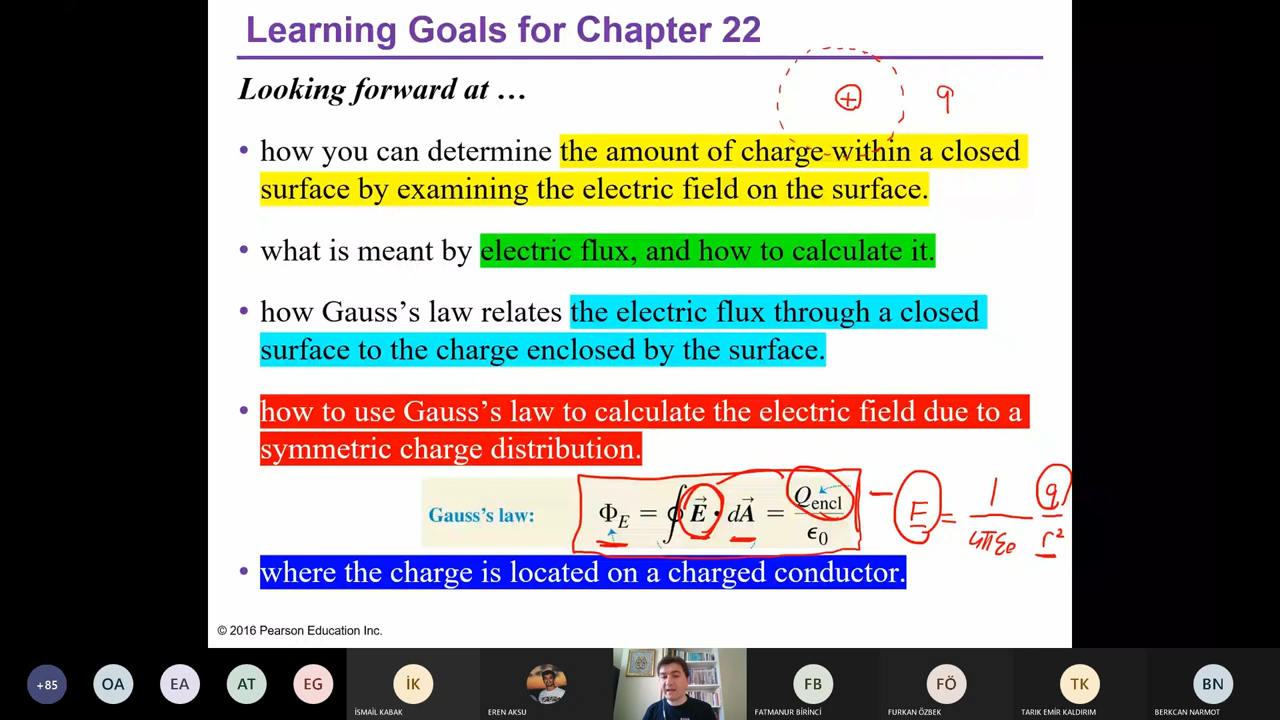 Learning Goals for Chapter 22
Looking forward at …
+ q
• how you can determine the amount of charge within a closed
surface by examining the electric field on the surface.
• what is meant by electric flux, and how to calculate it.
• how Gauss’s law relates the electric flux through a closed
surface to the charge enclosed by the surface.
• how to use Gauss’s law to calculate the electric field due to a
symmetric charge distribution.
Gauss’s law: Φ_E = ∮ E⃗ • dA⃗ = Q_encl / ϵ₀ – E = 1 / 4πε₀ q / r²
• where the charge is located on a charged conductor.
© 2016 Pearson Education Inc.
+85 OA EA AT EG İK FB FÖ TK BN
İSMAİL KABAK EREN AKSU FATMANUR BİRİNCİ FURKAN ÖZBEK TARIK EMİR KALDIRIM BERKCAN NARMOT